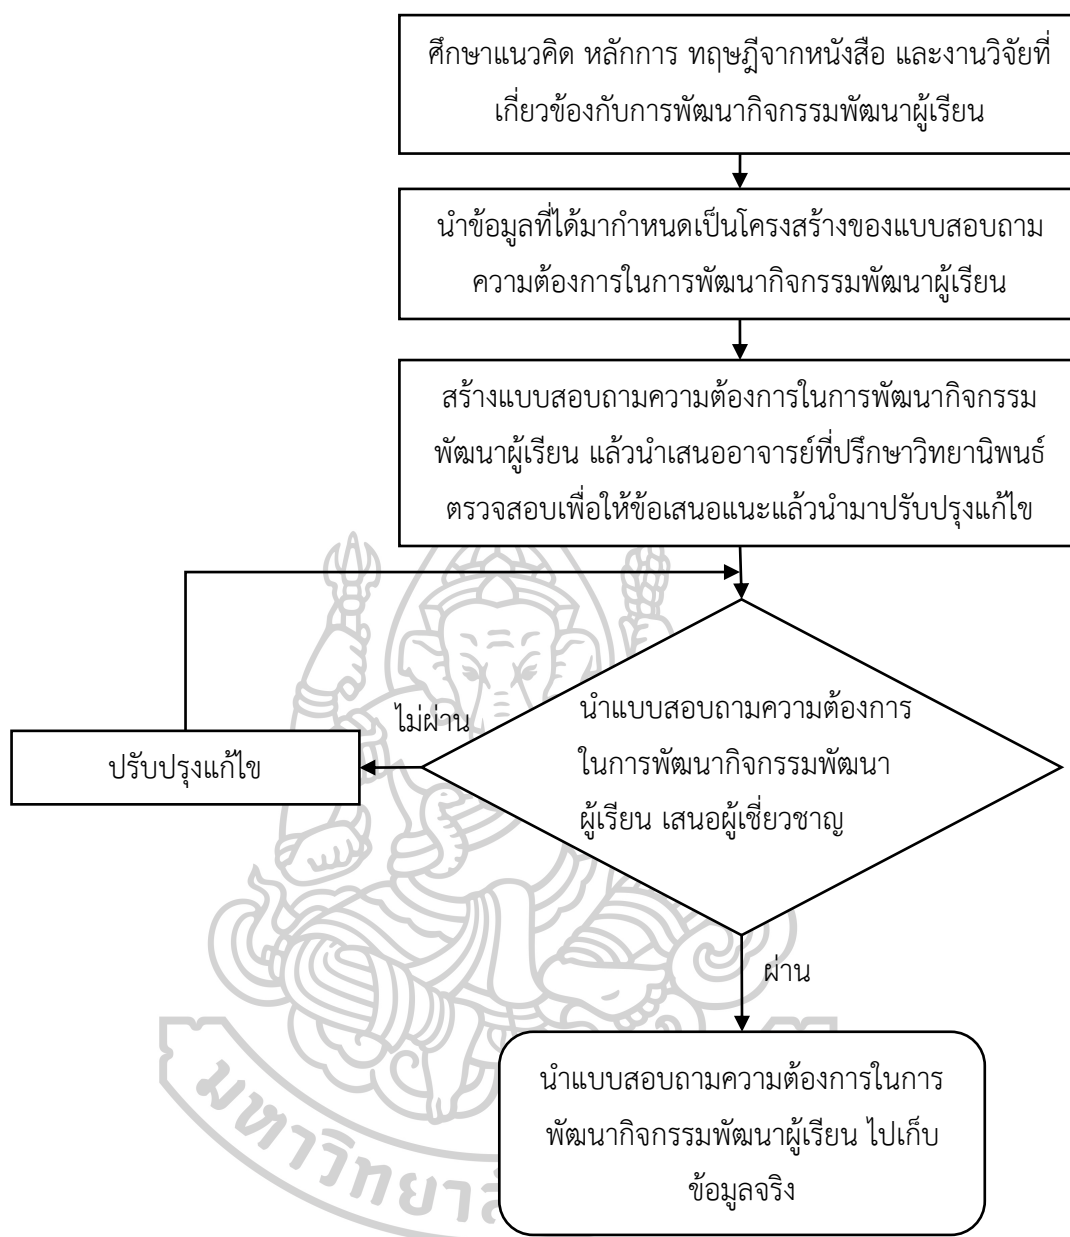 ศึกษาแนวคิด หลักการ ทฤษฎีจากหนังสือ และงานวิจัยที่
เกี่ยวข้องกับการพัฒนากิจกรรมพัฒนาผู้เรียน
นำข้อมูลที่ได้มากำหนดเป็นโครงสร้างของแบบสอบถาม
ความต้องการในการพัฒนากิจกรรมพัฒนาผู้เรียน
สร้างแบบสอบถามความต้องการในการพัฒนากิจกรรม
พัฒนาผู้เรียน แล้วนำเสนออาจารย์ที่ปรึกษาวิทยานิพนธ์
ตรวจสอบเพื่อให้ข้อเสนอแนะแล้วนำมาปรับปรุงแก้ไข
นำแบบสอบถามความต้องการ
ในการพัฒนากิจกรรมพัฒนา
ผู้เรียน เสนอผู้เชี่ยวชาญ
ไม่ผ่าน
ปรับปรุงแก้ไข
ผ่าน
นำแบบสอบถามความต้องการในการ
พัฒนากิจกรรมพัฒนาผู้เรียน ไปเก็บ
ข้อมูลจริง
มหาวิทยาลั